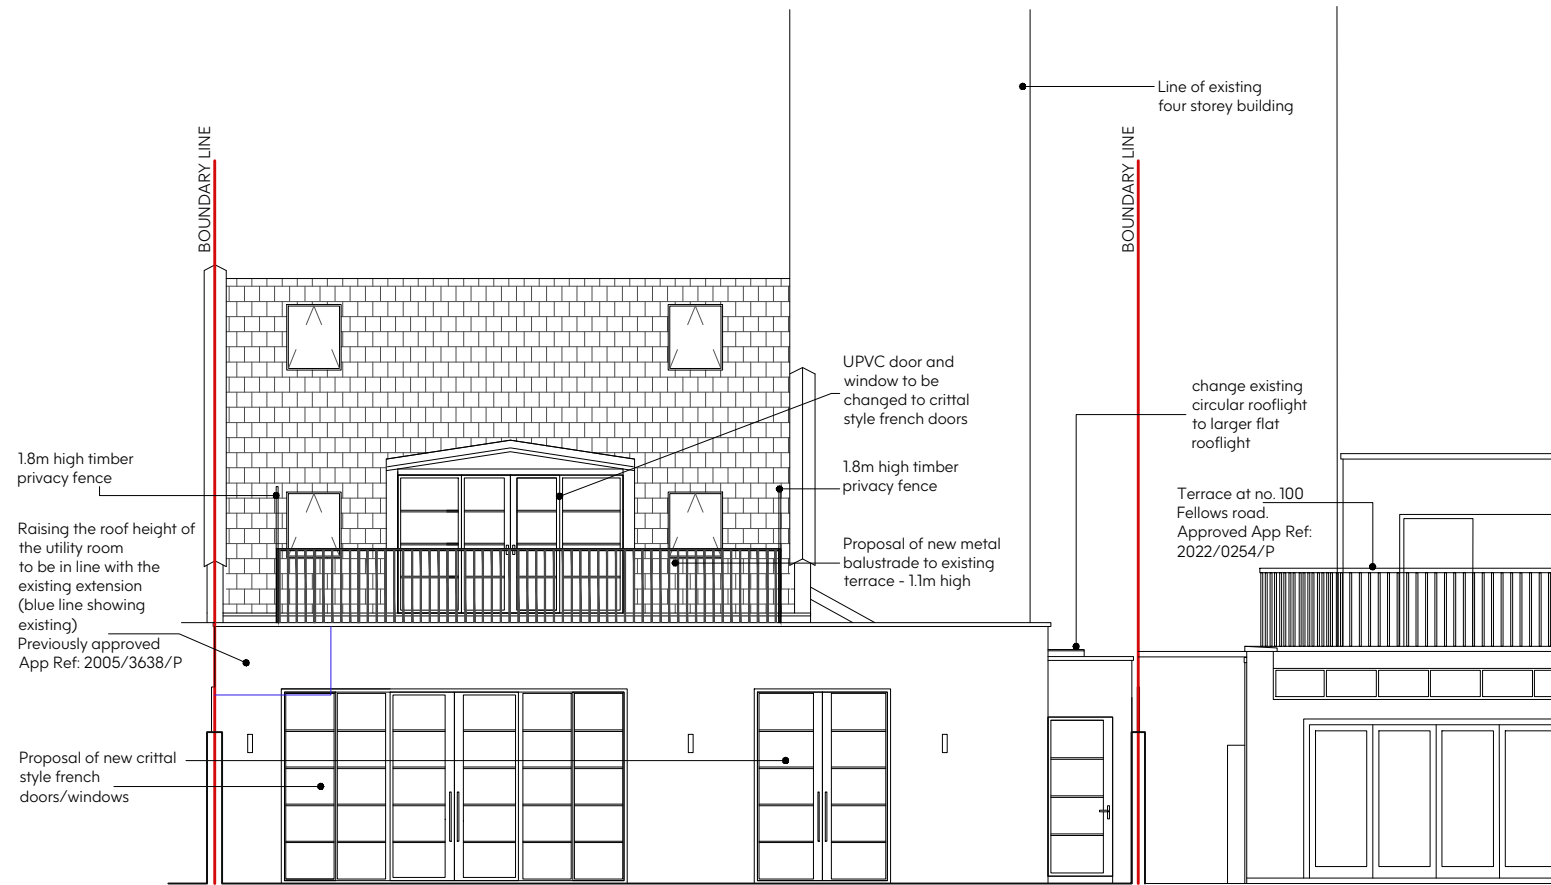 BOUNDARY LINE
BOUNDARY LINE
Line of existing
four storey building
UPVC door and
window to be
changed to crittal
style french doors
change existing
circular rooflight
to larger flat
rooflight
1.8m high timber
privacy fence
1.8m high timber
privacy fence
Terrace at no. 100
Fellows road.
Approved App Ref:
2022/0254/P
Raising the roof height of
the utility room
to be in line with the
existing extension
(blue line showing
existing)
Previously approved
App Ref: 2005/3638/P
Proposal of new metal
balustrade to existing
terrace - 1.1m high
Proposal of new crittal
style french
doors/windows